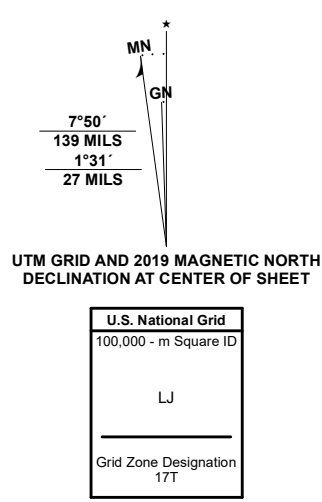 ★
MN
GN
7°50´
139 MILS
1°31´
27 MILS
UTM GRID AND 2019 MAGNETIC NORTH
DECLINATION AT CENTER OF SHEET
U.S. National Grid
100,000 - m Square ID
LJ
Grid Zone Designation
17T